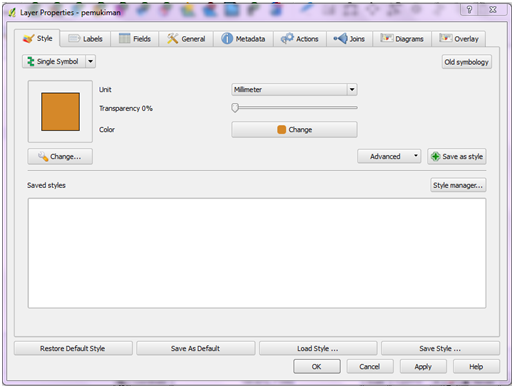 Layer Properties - pemukiman
Style Labels Fields General Metadata Actions Joins Diagrams Overlay
Single Symbol Old symbology
Unit Millimeter
Transparency 0%
Color Change
Change... Advanced Save as style
Saved styles Style manager...
Restore Default Style Save As Default Load Style ... Save Style ...
OK Cancel Apply Help